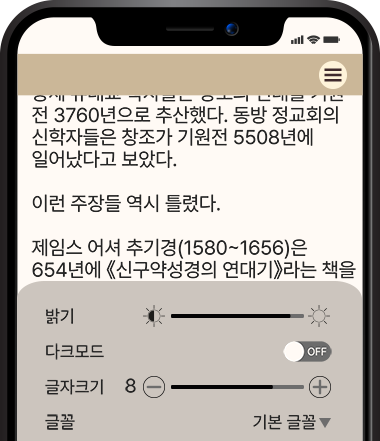 전 3760년으로 추산했다. 동방 정교회의
신학자들은 창조가 기원전 5508년에
일어났다고 보았다.
이런 주장들 역시 틀렸다.
제임스 어셔 추기경(1580~1656)은
654년에 《신구약성경의 연대기》라는 책을
밝기
다크모드 OFF
글자크기 8
글꼴 기본 글꼴